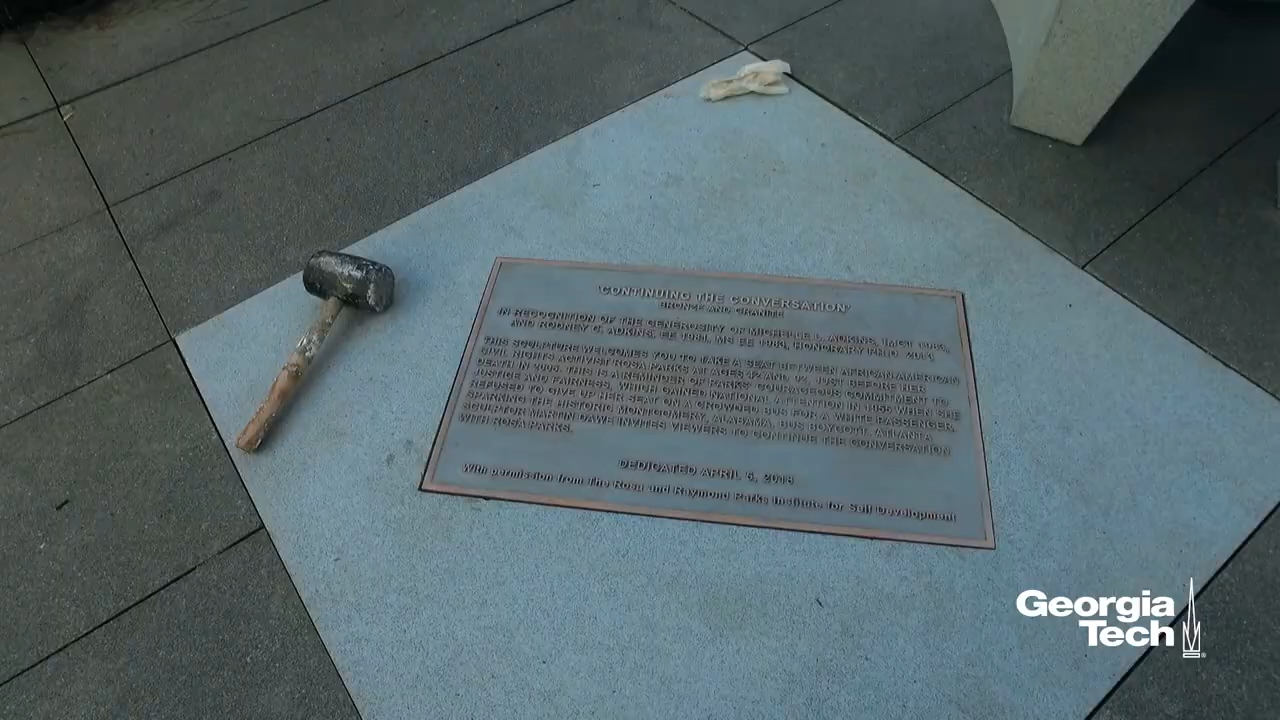 'CONTINUING THE CONVERSATION'
BRONZE AND GRANITE
IN RECOGNITION OF THE GENEROSITY OF MICHELLE L. ADKINS, IMGT 1983,
AND RODNEY C. ADKINS, EE 1981, MS EE 1983, HONORARY PH.D. 2014
THIS SCULPTURE WELCOMES YOU TO TAKE A SEAT BETWEEN AFRICAN AMERICAN
CIVIL RIGHTS ACTIVIST ROSA PARKS AT AGES 42 AND 92, JUST BEFORE HER
DEATH IN 2005. THIS IS A REMINDER OF PARKS' COURAGEOUS COMMITMENT TO
JUSTICE AND FAIRNESS, WHICH GAINED NATIONAL ATTENTION IN 1955 WHEN SHE
REFUSED TO GIVE UP HER SEAT ON A CROWDED BUS FOR A WHITE PASSENGER,
SPARKING THE HISTORIC MONTGOMERY, ALABAMA, BUS BOYCOTT. ATLANTA
SCULPTOR MARTIN DAWE INVITES VIEWERS TO CONTINUE THE CONVERSATION
WITH ROSA PARKS.
DEDICATED APRIL 5, 2018
With permission from The Rosa and Raymond Parks Institute for Self Development
Georgia
Tech